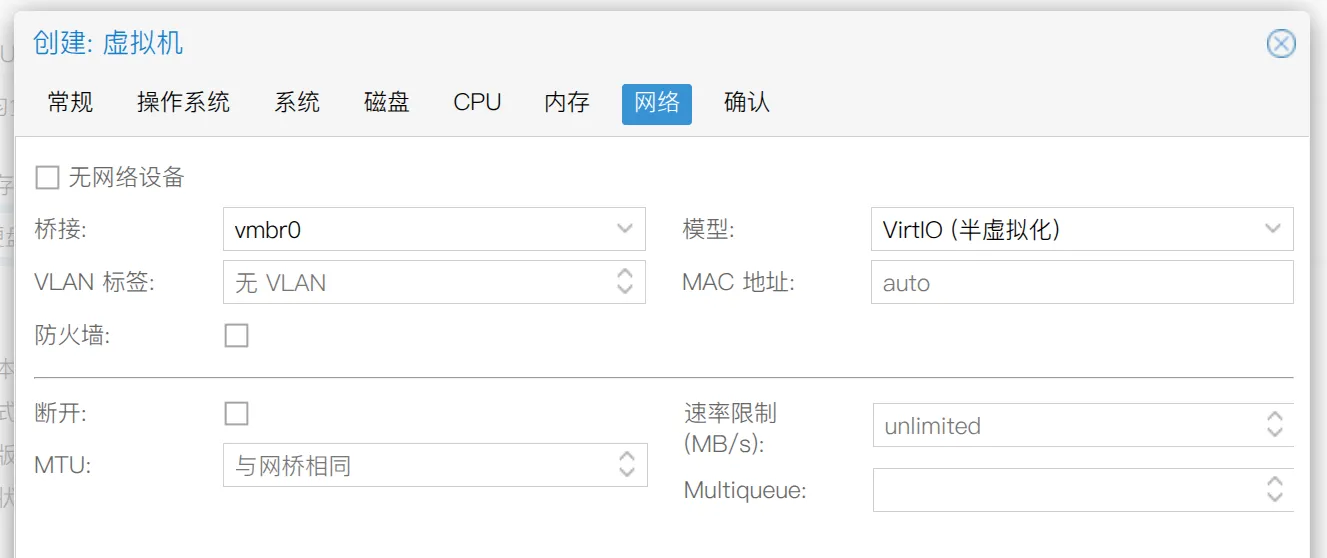 创建: 虚拟机
常规 操作系统 系统 磁盘 CPU 内存 网络 确认
无网络设备
桥接: vmbr0 模型: VirtIO (半虚拟化)
VLAN 标签: 无 VLAN MAC 地址: auto
防火墙:
断开: 速率限制 (MB/s): unlimited
MTU: 与网桥相同
Multiqueue: